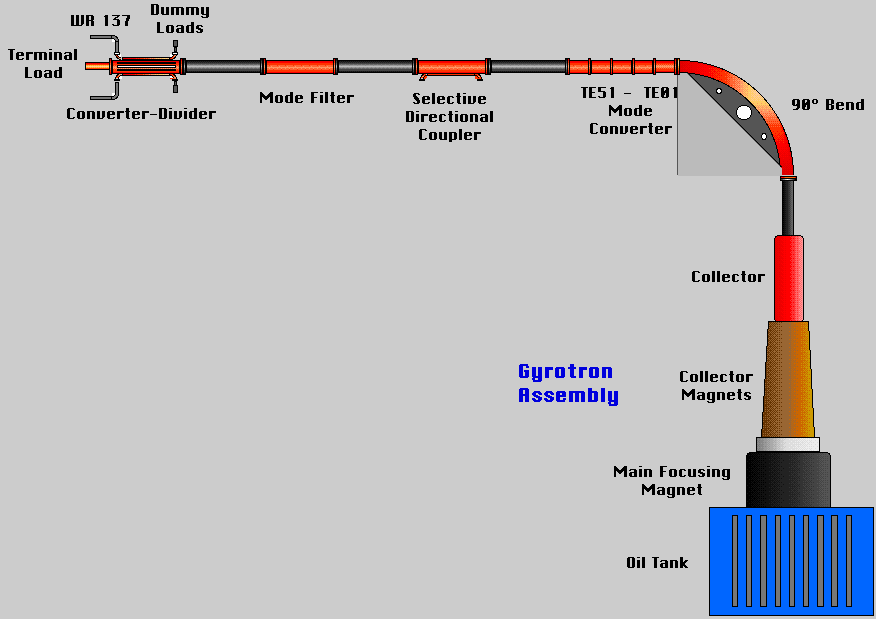 WR 137
Dummy
Loads
Terminal
Load
Converter-Divider
Mode Filter
Selective
Directional
Coupler
TE51 - TE01
Mode
Converter
90° Bend
Collector
Gyrotron
Assembly
Collector
Magnets
Main Focusing
Magnet
Oil Tank